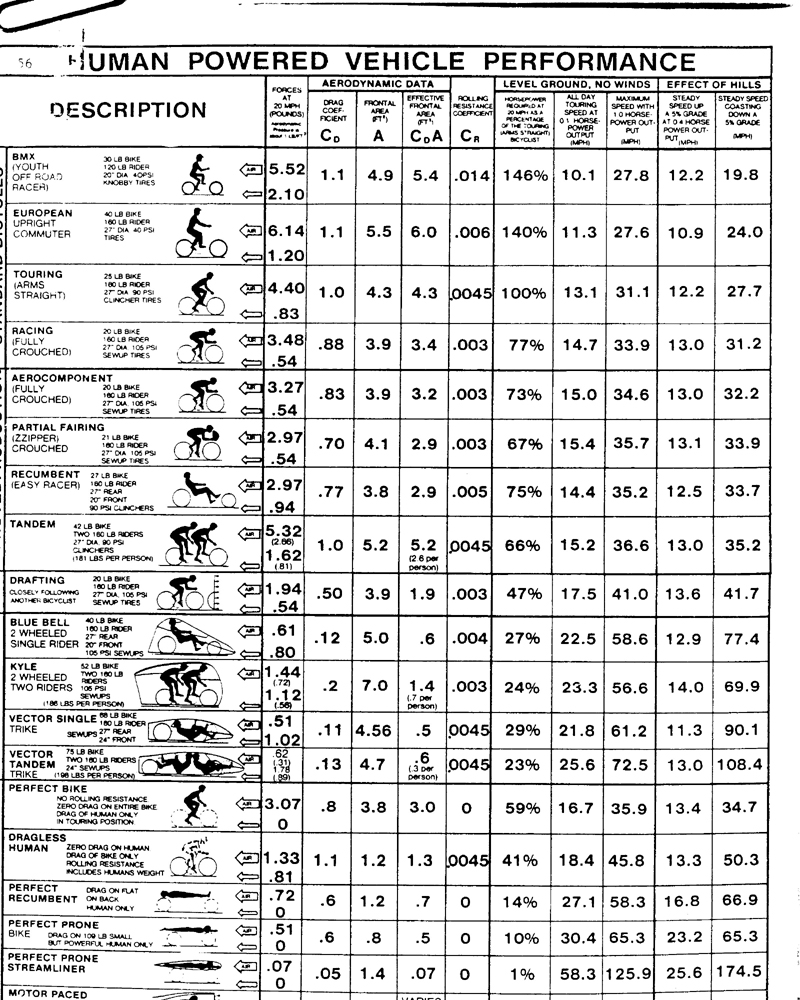 56
HUMAN POWERED VEHICLE PERFORMANCE
DESCRIPTION
FORCES AT 20 MPH (POUNDS)
AERODYNAMIC DATA
DRAG COEF-FICIENT CD
FRONTAL AREA (FT²) A
EFFECTIVE FRONTAL AREA (FT²) CDA
ROLLING RESISTANCE COEFFICIENT CR
LEVEL GROUND, NO WINDS
HORSEPOWER REQUIRED AT 20 MPH AS A PERCENTAGE OF THE TOURING (ARMS STRAIGHT) BICYCLIST
ALL DAY TOURING SPEED AT 0.1 HORSE-POWER OUTPUT (MPH)
MAXIMUM SPEED WITH 1.0 HORSE-POWER OUT-PUT (MPH)
EFFECT OF HILLS
STEADY SPEED UP A 5% GRADE AT 0.4 HORSE POWER OUT-PUT (MPH)
STEADY SPEED COASTING DOWN A 5% GRADE (MPH)
BMX (YOUTH OFF ROAD RACER)
30 LB BIKE
120 LB RIDER
20" DIA. 40PSI
KNOBBY TIRES
AIR 5.52 1.1 4.9 5.4 .014 146% 10.1 27.8 12.2 19.8
2.10
EUROPEAN UPRIGHT COMMUTER
40 LB BIKE
160 LB RIDER
27" DIA 40 PSI
TIRES
AIR 6.14 1.1 5.5 6.0 .006 140% 11.3 27.6 10.9 24.0
1.20
TOURING (ARMS STRAIGHT)
25 LB BIKE
160 LB RIDER
27" DIA. 90 PSI
CLINCHER TIRES
AIR 4.40 1.0 4.3 4.3 .0045 100% 13.1 31.1 12.2 27.7
.83
RACING (FULLY CROUCHED)
20 LB BIKE
160 LB RIDER
27" DIA. 105 PSI
SEWUP TIRES
AIR 3.48 .88 3.9 3.4 .003 77% 14.7 33.9 13.0 31.2
.54
AEROCOMPONENT (FULLY CROUCHED)
20 LB BIKE
160 LB RIDER
27" DIA. 105 PSI
SEWUP TIRES
AIR 3.27 .83 3.9 3.2 .003 73% 15.0 34.6 13.0 32.2
.54
PARTIAL FAIRING (ZZIPPER) CROUCHED
21 LB BIKE
160 LB RIDER
27" DIA. 105 PSI
SEWUP TIRES
AIR 2.97 .70 4.1 2.9 .003 67% 15.4 35.7 13.1 33.9
.54
RECUMBENT (EASY RACER)
27 LB BIKE
160 LB RIDER
27" REAR
20" FRONT
90 PSI CLINCHERS
AIR 2.97 .77 3.8 2.9 .005 75% 14.4 35.2 12.5 33.7
.94
TANDEM
42 LB BIKE
TWO 160 LB RIDERS
27" DIA. 90 PSI
CLINCHERS
(181 LBS PER PERSON)
AIR 5.32 (2.66) 1.0 5.2 5.2 (2.6 per person) .0045 66% 15.2 36.6 13.0 35.2
1.62 (.81)
DRAFTING CLOSELY FOLLOWING ANOTHER BICYCLIST
20 LB BIKE
160 LB RIDER
27" DIA. 105 PSI
SEWUP TIRES
AIR 1.94 .50 3.9 1.9 .003 47% 17.5 41.0 13.6 41.7
.54
BLUE BELL 2 WHEELED SINGLE RIDER
40 LB BIKE
160 LB RIDER
27" REAR
20" FRONT
105 PSI SEWUPS
AIR .61 .12 5.0 .6 .004 27% 22.5 58.6 12.9 77.4
.80
KYLE 2 WHEELED TWO RIDERS
52 LB BIKE
TWO 160 LB RIDERS
105 PSI
SEWUPS
(186 LBS PER PERSON)
AIR 1.44 (.72) .2 7.0 1.4 (.7 per person) .003 24% 23.3 56.6 14.0 69.9
1.12 (.56)
VECTOR SINGLE TRIKE
68 LB BIKE
160 LB RIDER
SEWUPS 27" REAR
24" FRONT
AIR .51 .11 4.56 .5 .0045 29% 21.8 61.2 11.3 90.1
1.02
VECTOR TANDEM TRIKE
75 LB BIKE
TWO 160 LB RIDERS
24" SEWUPS
(198 LBS PER PERSON)
AIR .62 (.31) .13 4.7 .6 (.3 per person) .0045 23% 25.6 72.5 13.0 108.4
1.78 (.89)
PERFECT BIKE
NO ROLLING RESISTANCE
ZERO DRAG ON ENTIRE BIKE
DRAG OF HUMAN ONLY
IN TOURING POSITION.
AIR 3.07 .8 3.8 3.0 0 59% 16.7 35.9 13.4 34.7
0
DRAGLESS HUMAN
ZERO DRAG ON HUMAN
DRAG OF BIKE ONLY
ROLLING RESISTANCE
INCLUDES HUMANS WEIGHT
AIR 1.33 1.1 1.2 1.3 .0045 41% 18.4 45.8 13.3 50.3
.81
PERFECT RECUMBENT
DRAG ON FLAT
ON BACK
HUMAN ONLY
AIR .72 .6 1.2 .7 0 14% 27.1 58.3 16.8 66.9
0
PERFECT PRONE BIKE
DRAG ON 109 LB SMALL
BUT POWERFUL HUMAN ONLY
AIR .51 .6 .8 .5 0 10% 30.4 65.3 23.2 65.3
0
PERFECT PRONE STREAMLINER
AIR .07 .05 1.4 .07 0 1% 58.3 125.9 25.6 174.5
0
MOTOR PACED
VARIES